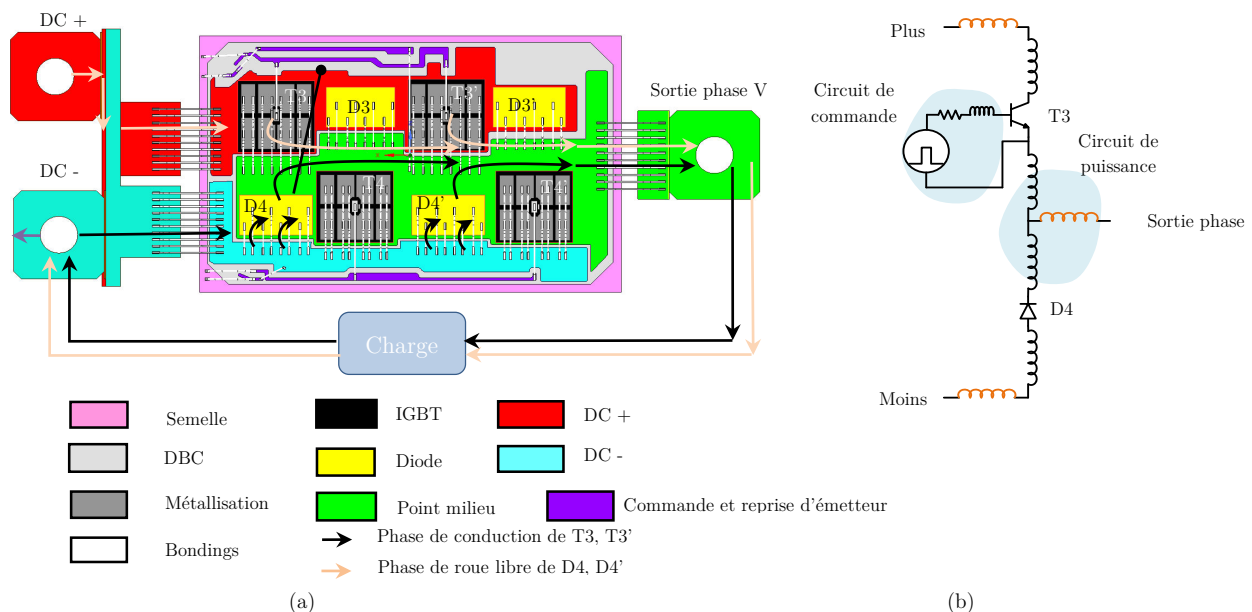 DC +
DC -
T3
D3
T3'
D3'
D4
T4
D4'
T4'
Sortie phase V
Charge
Semelle
DBC
Métallisation
Bondings
IGBT
Diode
Point milieu
DC +
DC -
Commande et reprise d'émetteur
Phase de conduction de T3, T3'
Phase de roue libre de D4, D4'
(a)
Plus
Circuit de
commande
T3
Circuit de
puissance
Sortie phase
D4
Moins
(b)